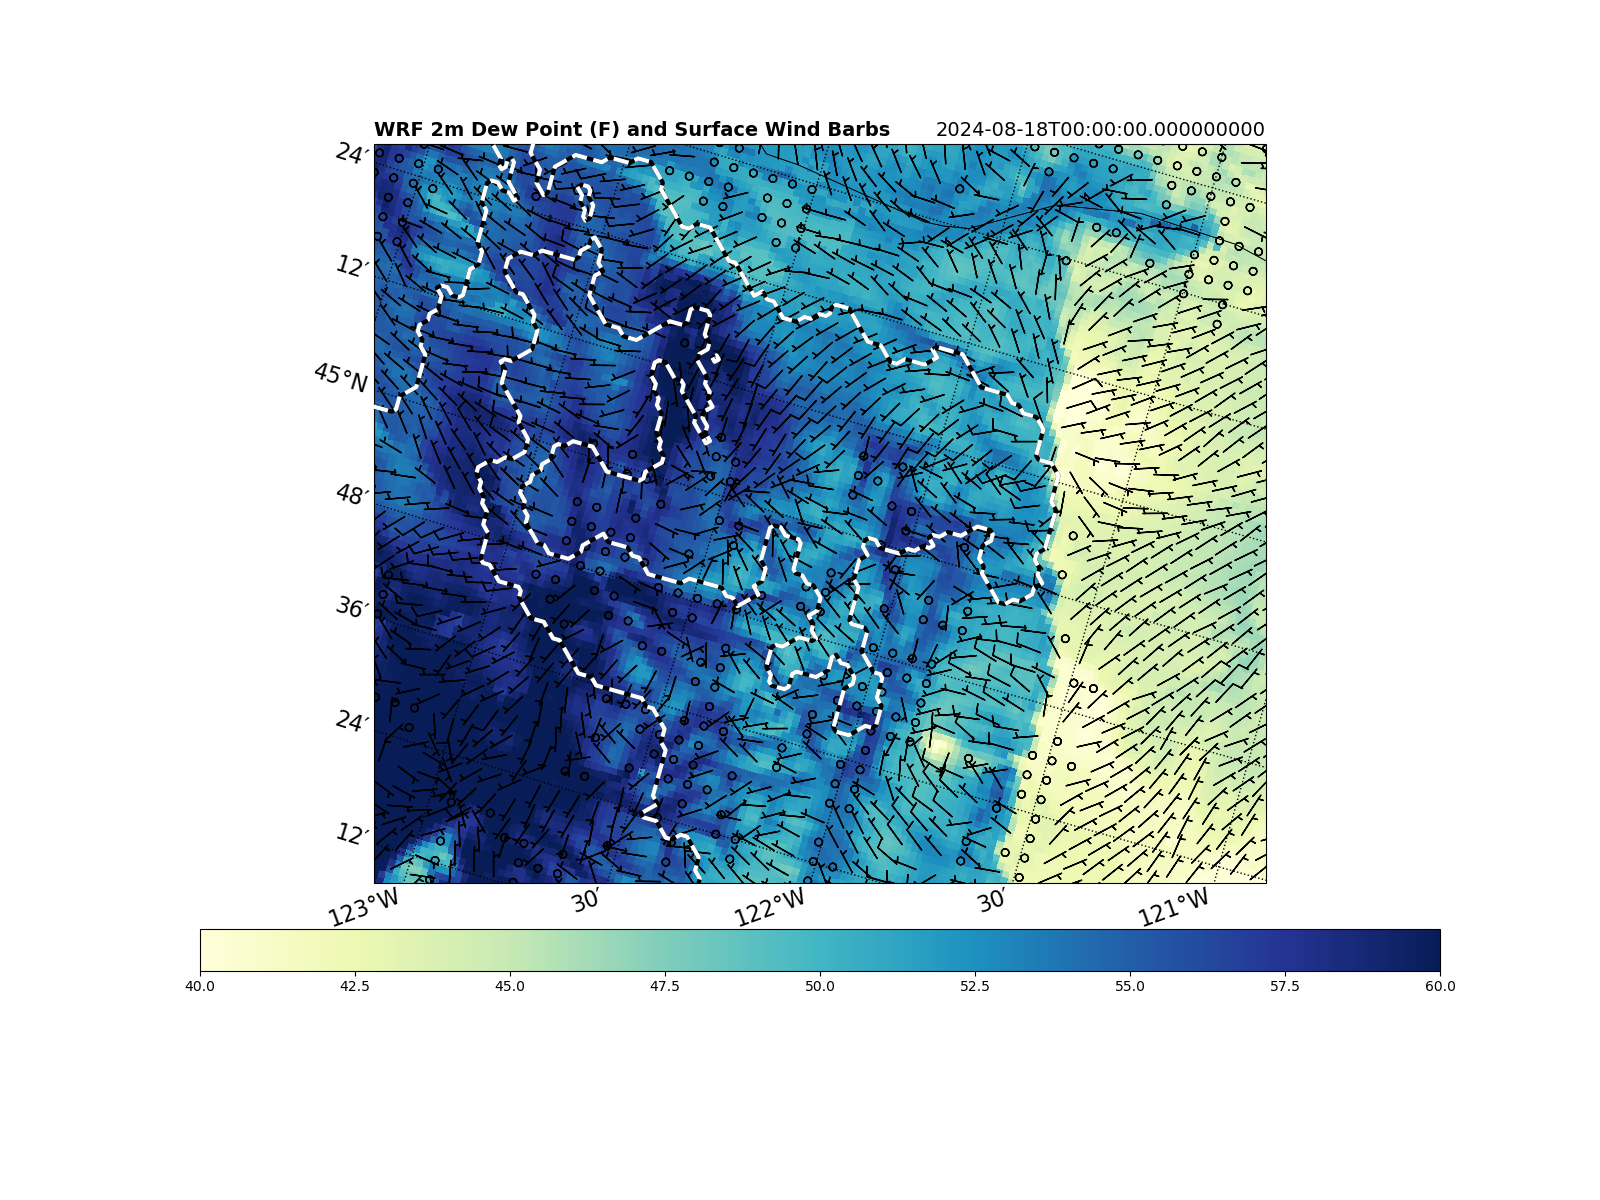 WRF 2m Dew Point (F) and Surface Wind Barbs 2024-08-18T00:00:00.000000000
24′
12′
45°N
48′
36′
24′
12′
123°W 30′ 122°W 30′ 121°W
40.0 42.5 45.0 47.5 50.0 52.5 55.0 57.5 60.0